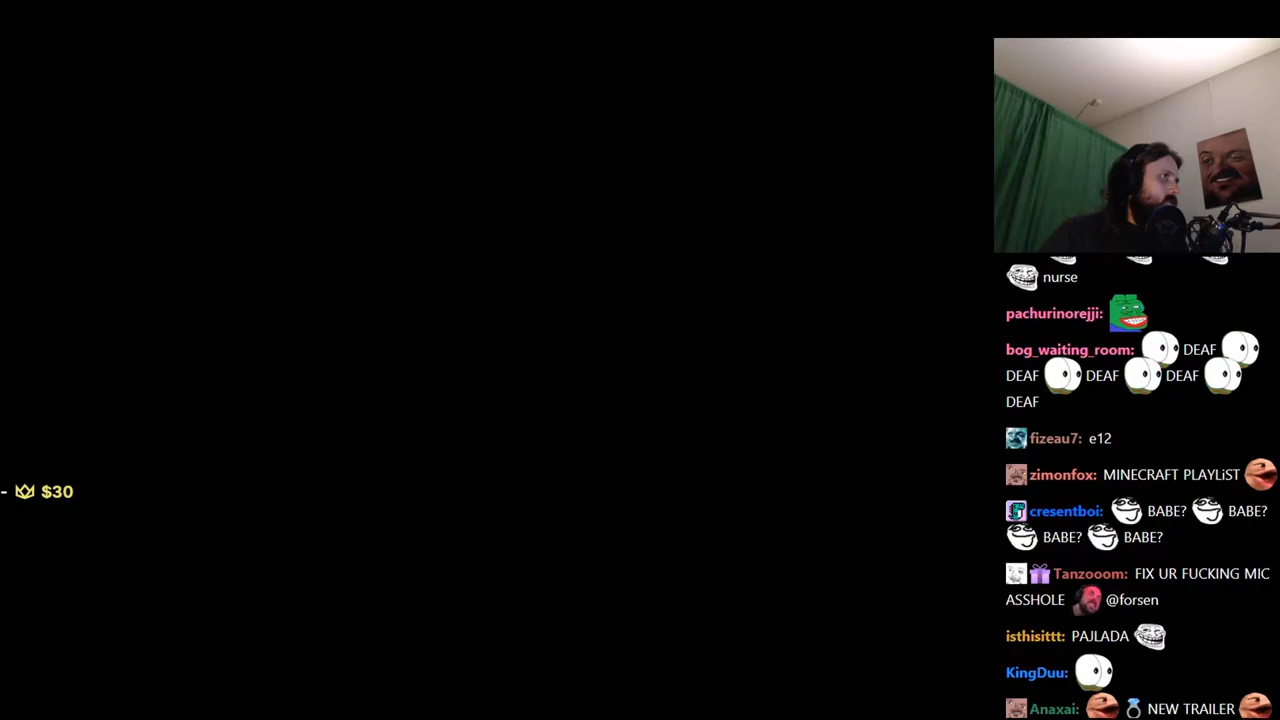 nurse
pachurinorejji:
bog_waiting_room: DEAF
DEAF DEAF DEAF
DEAF
fizeau7: e12
- $30
zimonfox: MINECRAFT PLAYLiST
cresentboi: BABE? BABE?
BABE? BABE?
Tanzooom: FIX UR FUCKING MIC
ASSHOLE @forsen
isthisittt: PAJLADA
KingDuu:
Anaxai: NEW TRAILER